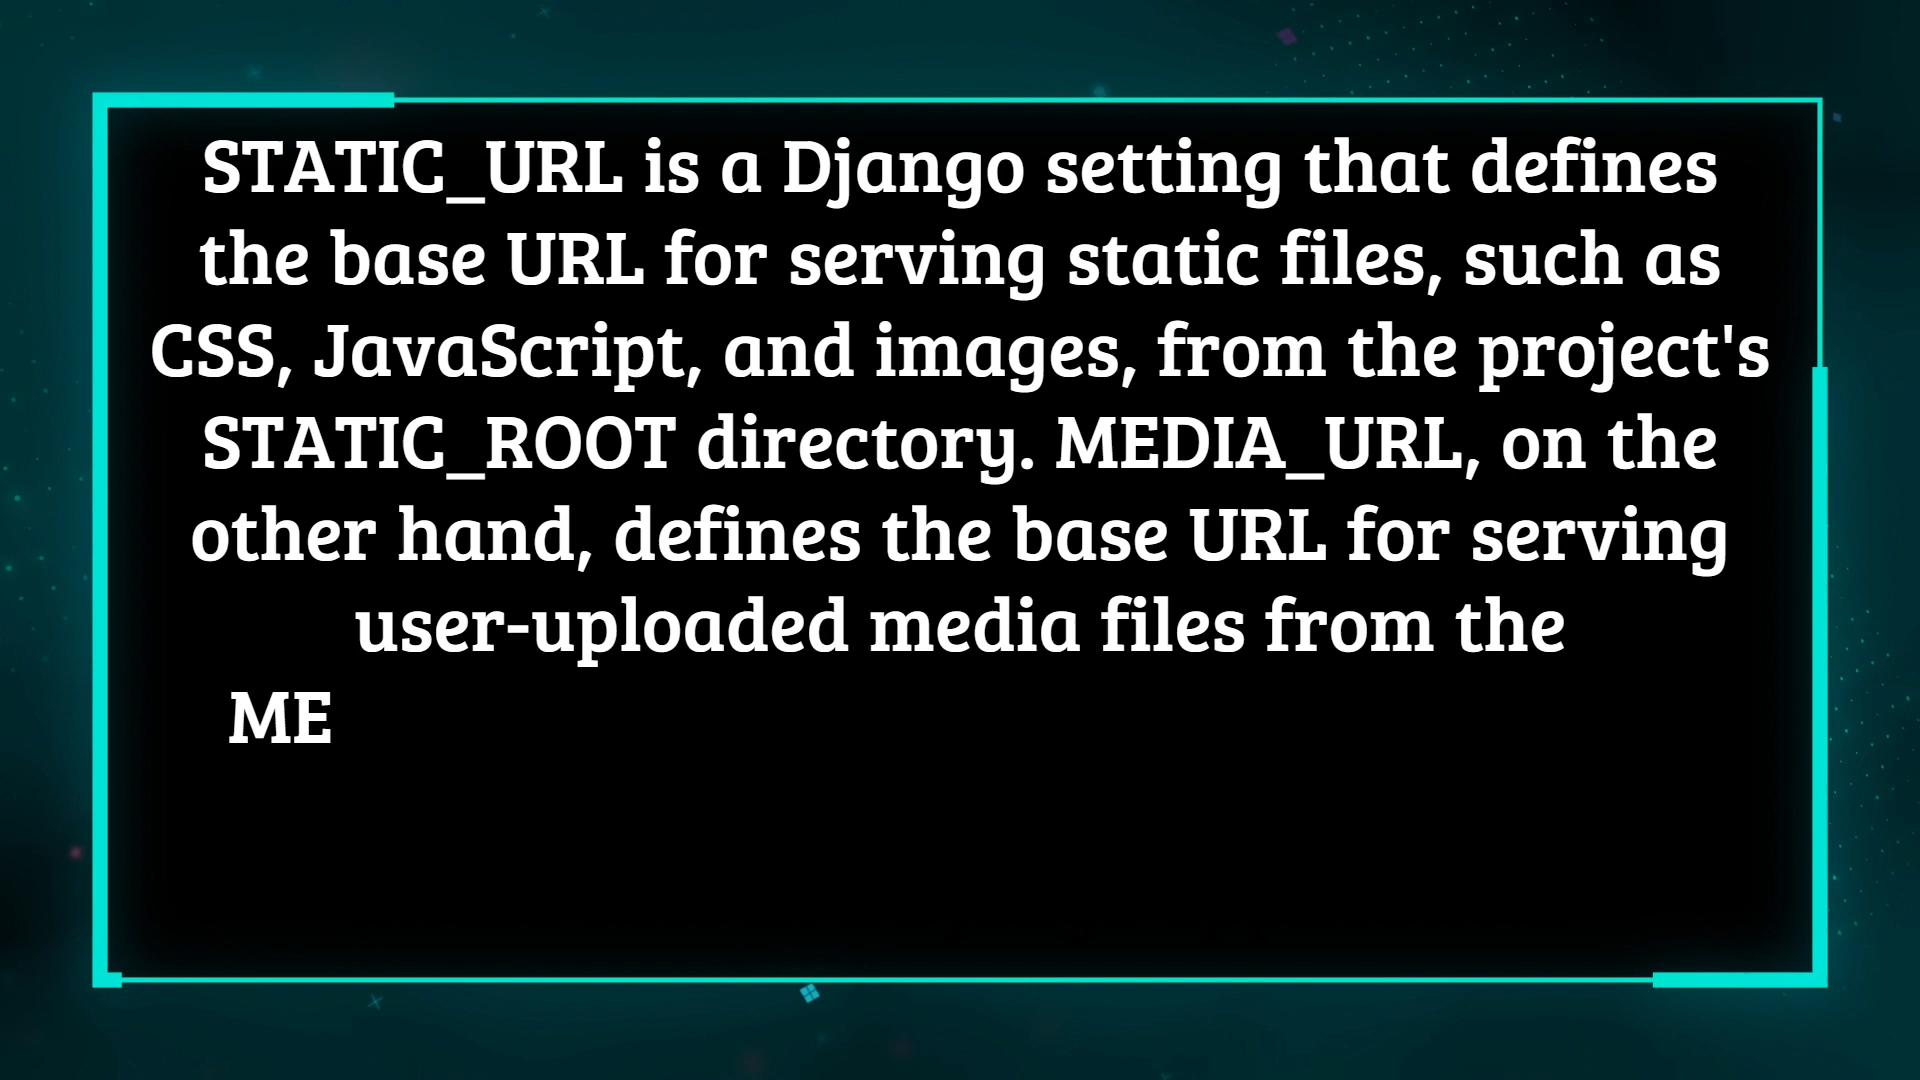 STATIC_URL is a Django setting that defines
the base URL for serving static files, such as
CSS, JavaScript, and images, from the project's
STATIC_ROOT directory. MEDIA_URL, on the
other hand, defines the base URL for serving
user-uploaded media files from the
ME